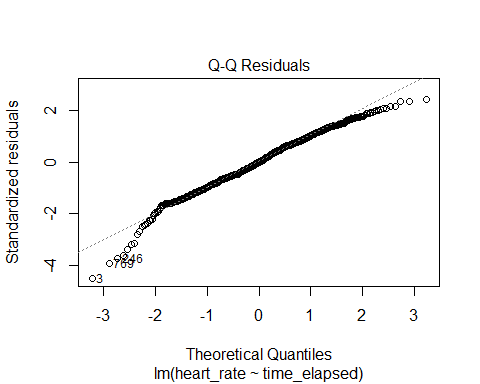 Q-Q Residuals
Standardized residuals
2
0
-2
-4
246
769
3
-3 -2 -1 0 1 2 3
Theoretical Quantiles
lm(heart_rate ~ time_elapsed)